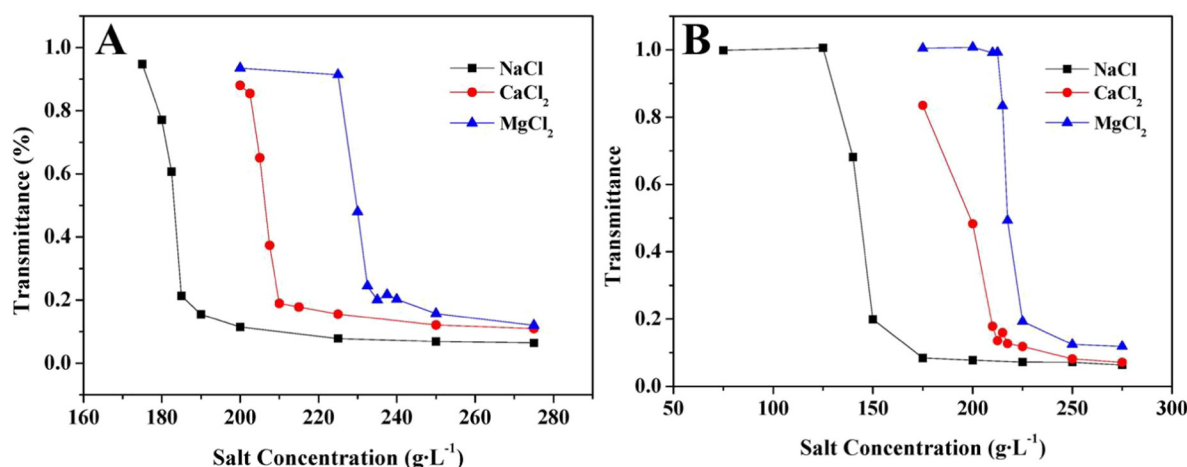 A
NaCl
CaCl2
MgCl2
Transmittance (%)
1.0
0.8
0.6
0.4
0.2
0.0
160 180 200 220 240 260 280
Salt Concentration (g·L-1)
B
NaCl
CaCl2
MgCl2
Transmittance
1.0
0.8
0.6
0.4
0.2
0.0
50 100 150 200 250 300
Salt Concentration (g·L-1)